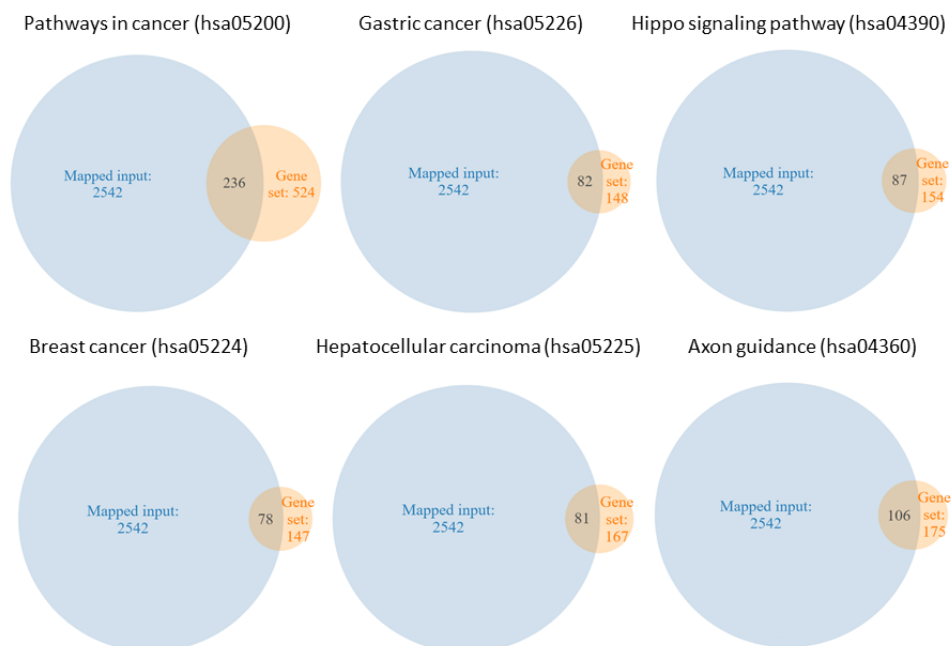 Pathways in cancer (hsa05200)
Gastric cancer (hsa05226)
Hippo signaling pathway (hsa04390)
Mapped input:
2542
236
Gene
set: 524
Mapped input:
2542
82
Gene
set:
148
Mapped input:
2542
87
Gene
set:
154
Breast cancer (hsa05224)
Hepatocellular carcinoma (hsa05225)
Axon guidance (hsa04360)
Mapped input:
2542
78
Gene
set:
147
Mapped input:
2542
81
Gene
set:
167
Mapped input:
2542
106
Gene
set:
175